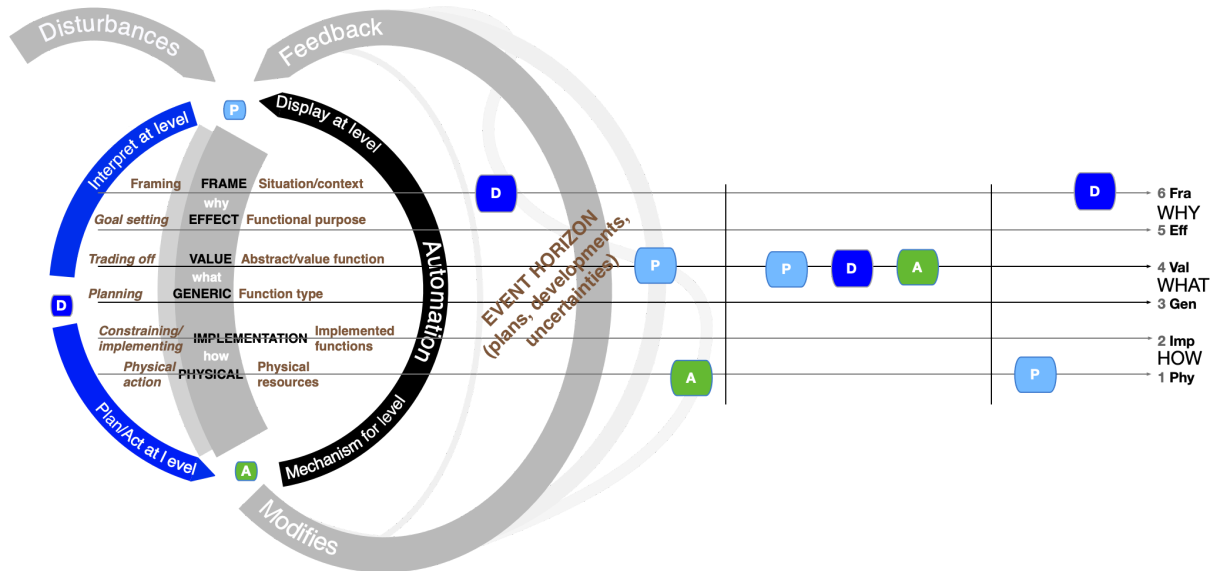 Disturbances
Feedback
P
Display at level
Interpret at level
Framing FRAME Situation/context
why
Goal setting EFFECT Functional purpose
Trading off VALUE Abstract/value function
what
Planning GENERIC Function type
D
Constraining/
implementing IMPLEMENTATION Implemented
functions
how
Physical
action PHYSICAL Physical
resources
Automation
Plan/Act at l evel
Mechanism for level
A
Modifies
EVENT HORIZON
(plans, developments,
uncertainties)
D
P
A
P
D
A
D
P
6 Fra
WHY
5 Eff
4 Val
WHAT
3 Gen
2 Imp
HOW
1 Phy